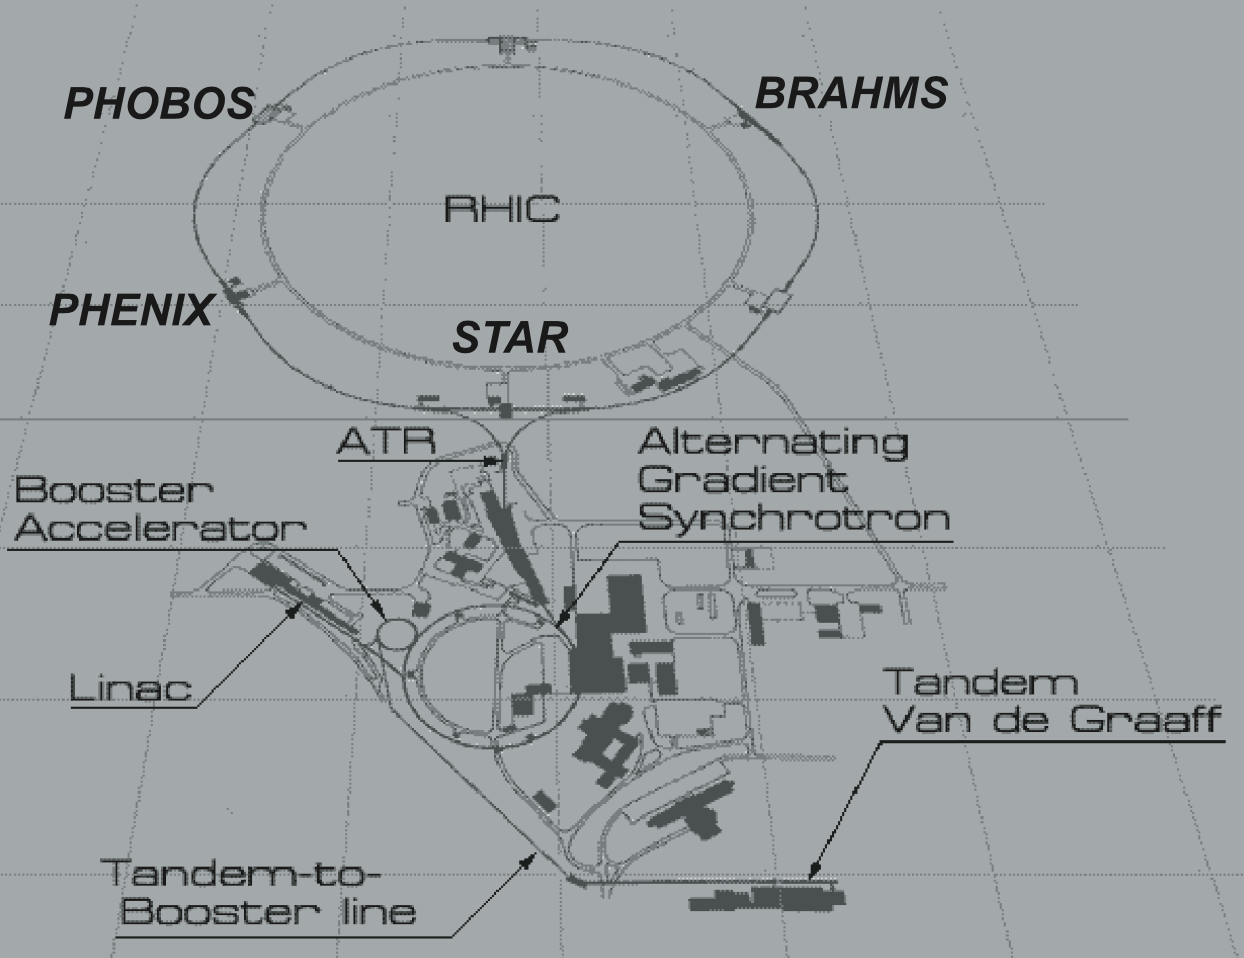 PHOBOS
BRAHMS
RHIC
PHENIX
STAR
ATR
Alternating
Gradient
Synchrotron
Booster
Accelerator
Linac
Tandem
Van de Graaff
Tandem-to-
Booster line